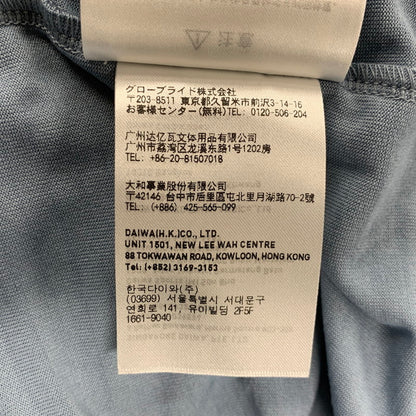 注意
グローブライド株式会社
〒203-8511 東京都東久留米市前沢3-14-16
お客様センター(無料) TEL: 0120-506-204
广州达亿瓦文体用品有限公司
广州市荔湾区龙溪东路1号1202房
TEL: +86-20-81507018
大和事業股份有限公司
〒42146 台中市后里區屯北里月湖路70-2號
TEL: (+886) 425-565-099
DAIWA(H.K.)CO., LTD.
UNIT 1501, NEW LEE WAH CENTRE
88 TOKWAWAN ROAD, KOWLOON, HONG KONG
Tel: (+852) 3169-3153
한국다이와(주)
(03699) 서울특별시 서대문구
연희로 141, 유미빌딩 2F5F
1661-9040